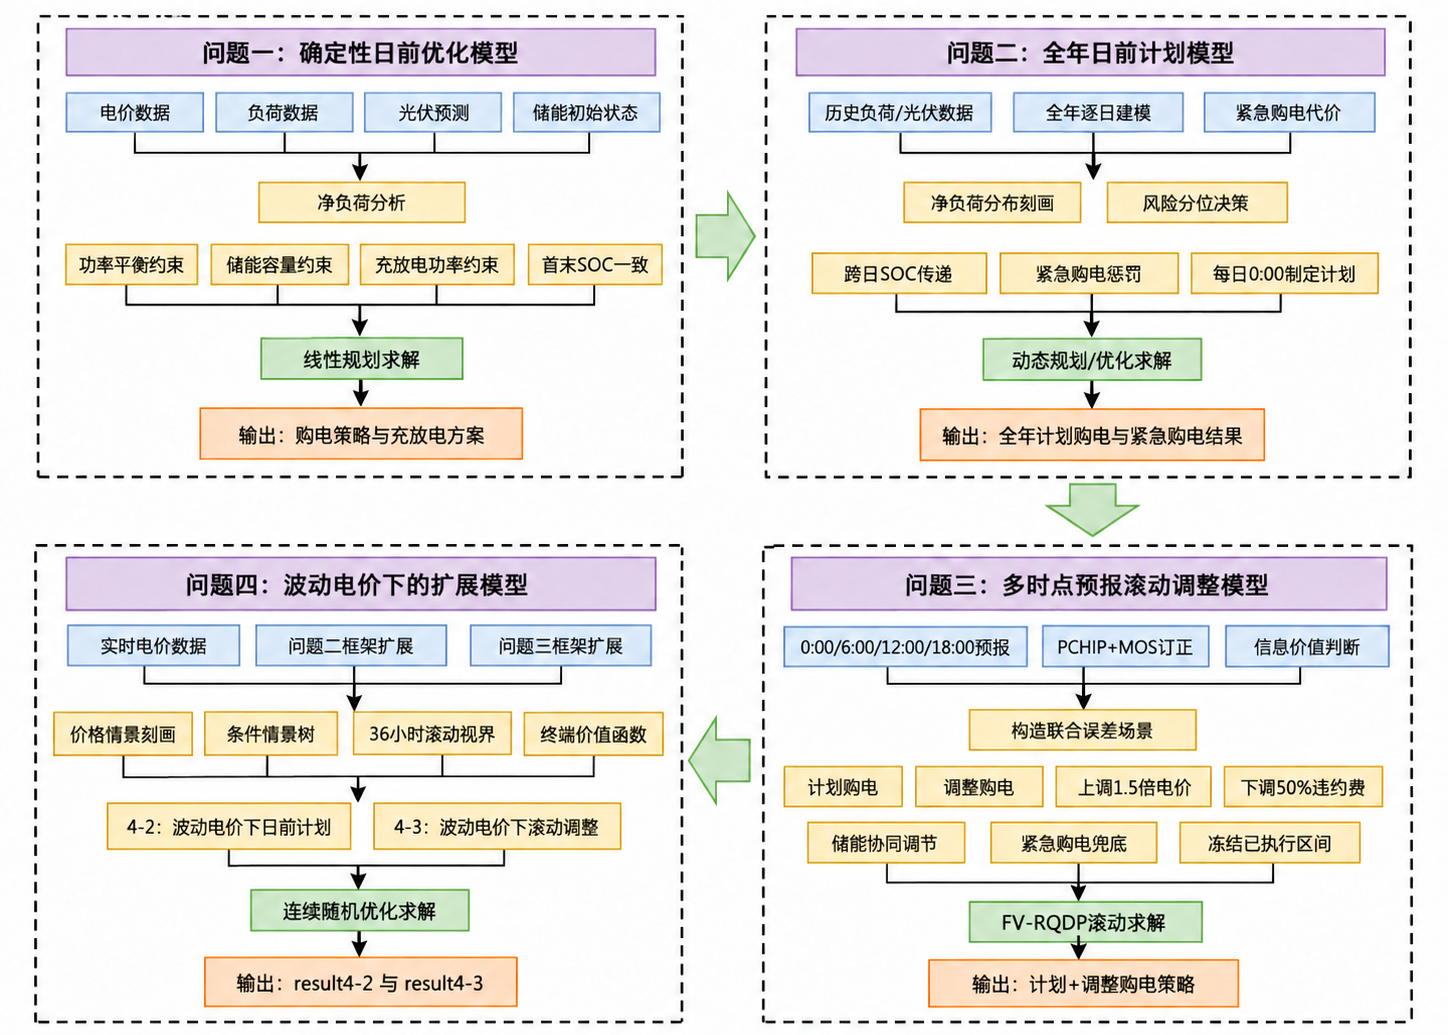 问题一：确定性日前优化模型
电价数据
负荷数据
光伏预测
储能初始状态
净负荷分析
功率平衡约束
储能容量约束
充放电功率约束
首末SOC一致
线性规划求解
输出：购电策略与充放电方案
问题二：全年日前计划模型
历史负荷/光伏数据
全年逐日建模
紧急购电代价
净负荷分布刻画
风险分位决策
跨日SOC传递
紧急购电惩罚
每日0:00制定计划
动态规划/优化求解
输出：全年计划购电与紧急购电结果
问题三：多时点预报滚动调整模型
0:00/6:00/12:00/18:00预报
PCHIP+MOS订正
信息价值判断
构造联合误差场景
计划购电
调整购电
上调1.5倍电价
下调50%违约费
储能协同调节
紧急购电兜底
冻结已执行区间
FV-RQDP滚动求解
输出：计划+调整购电策略
问题四：波动电价下的扩展模型
实时电价数据
问题二框架扩展
问题三框架扩展
价格情景刻画
条件情景树
36小时滚动视界
终端价值函数
4-2：波动电价下日前计划
4-3：波动电价下滚动调整
连续随机优化求解
输出：result4-2 与 result4-3